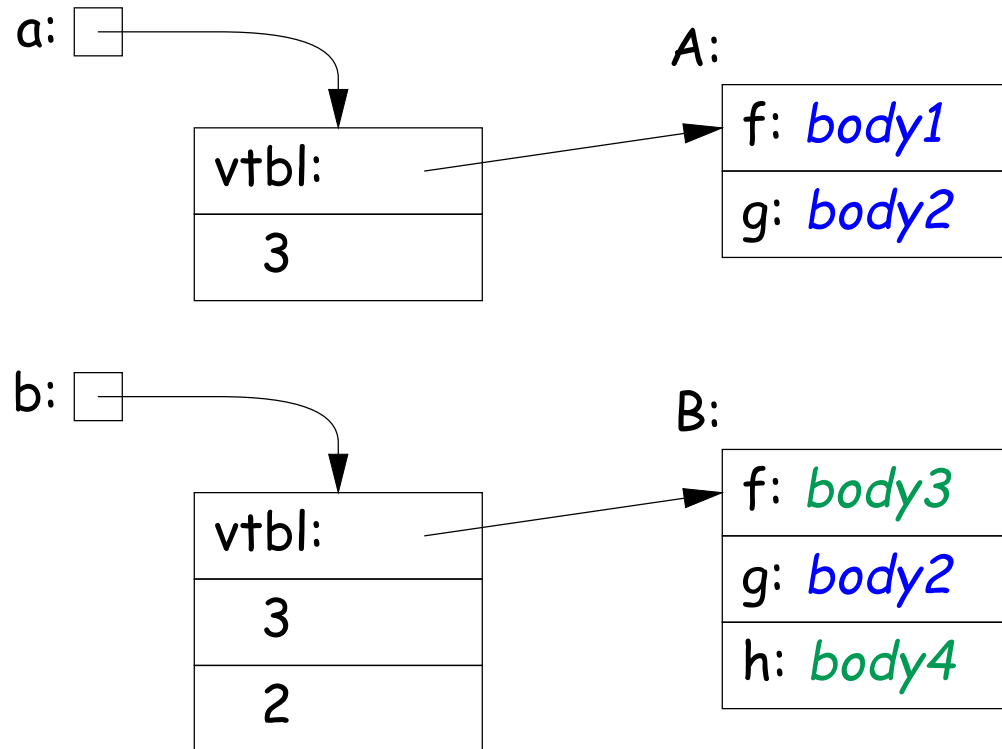 a:
A:
vtbl:
3
f: body1
g: body2
b:
B:
vtbl:
3
2
f: body3
g: body2
h: body4